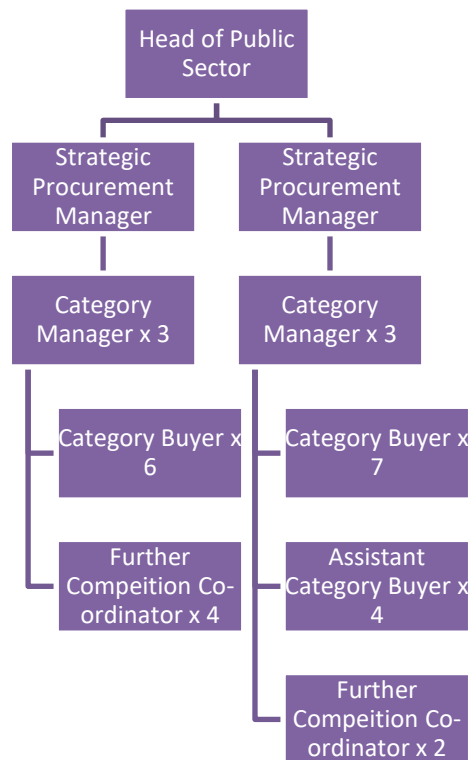 Head of Public
Sector
Strategic
Procurement
Manager
Strategic
Procurement
Manager
Category
Manager x 3
Category
Manager x 3
Category Buyer x
6
Category Buyer x
7
Further
Compeition Co-
ordinator x 4
Assistant
Category Buyer x
4
Further
Compeition Co-
ordinator x 2